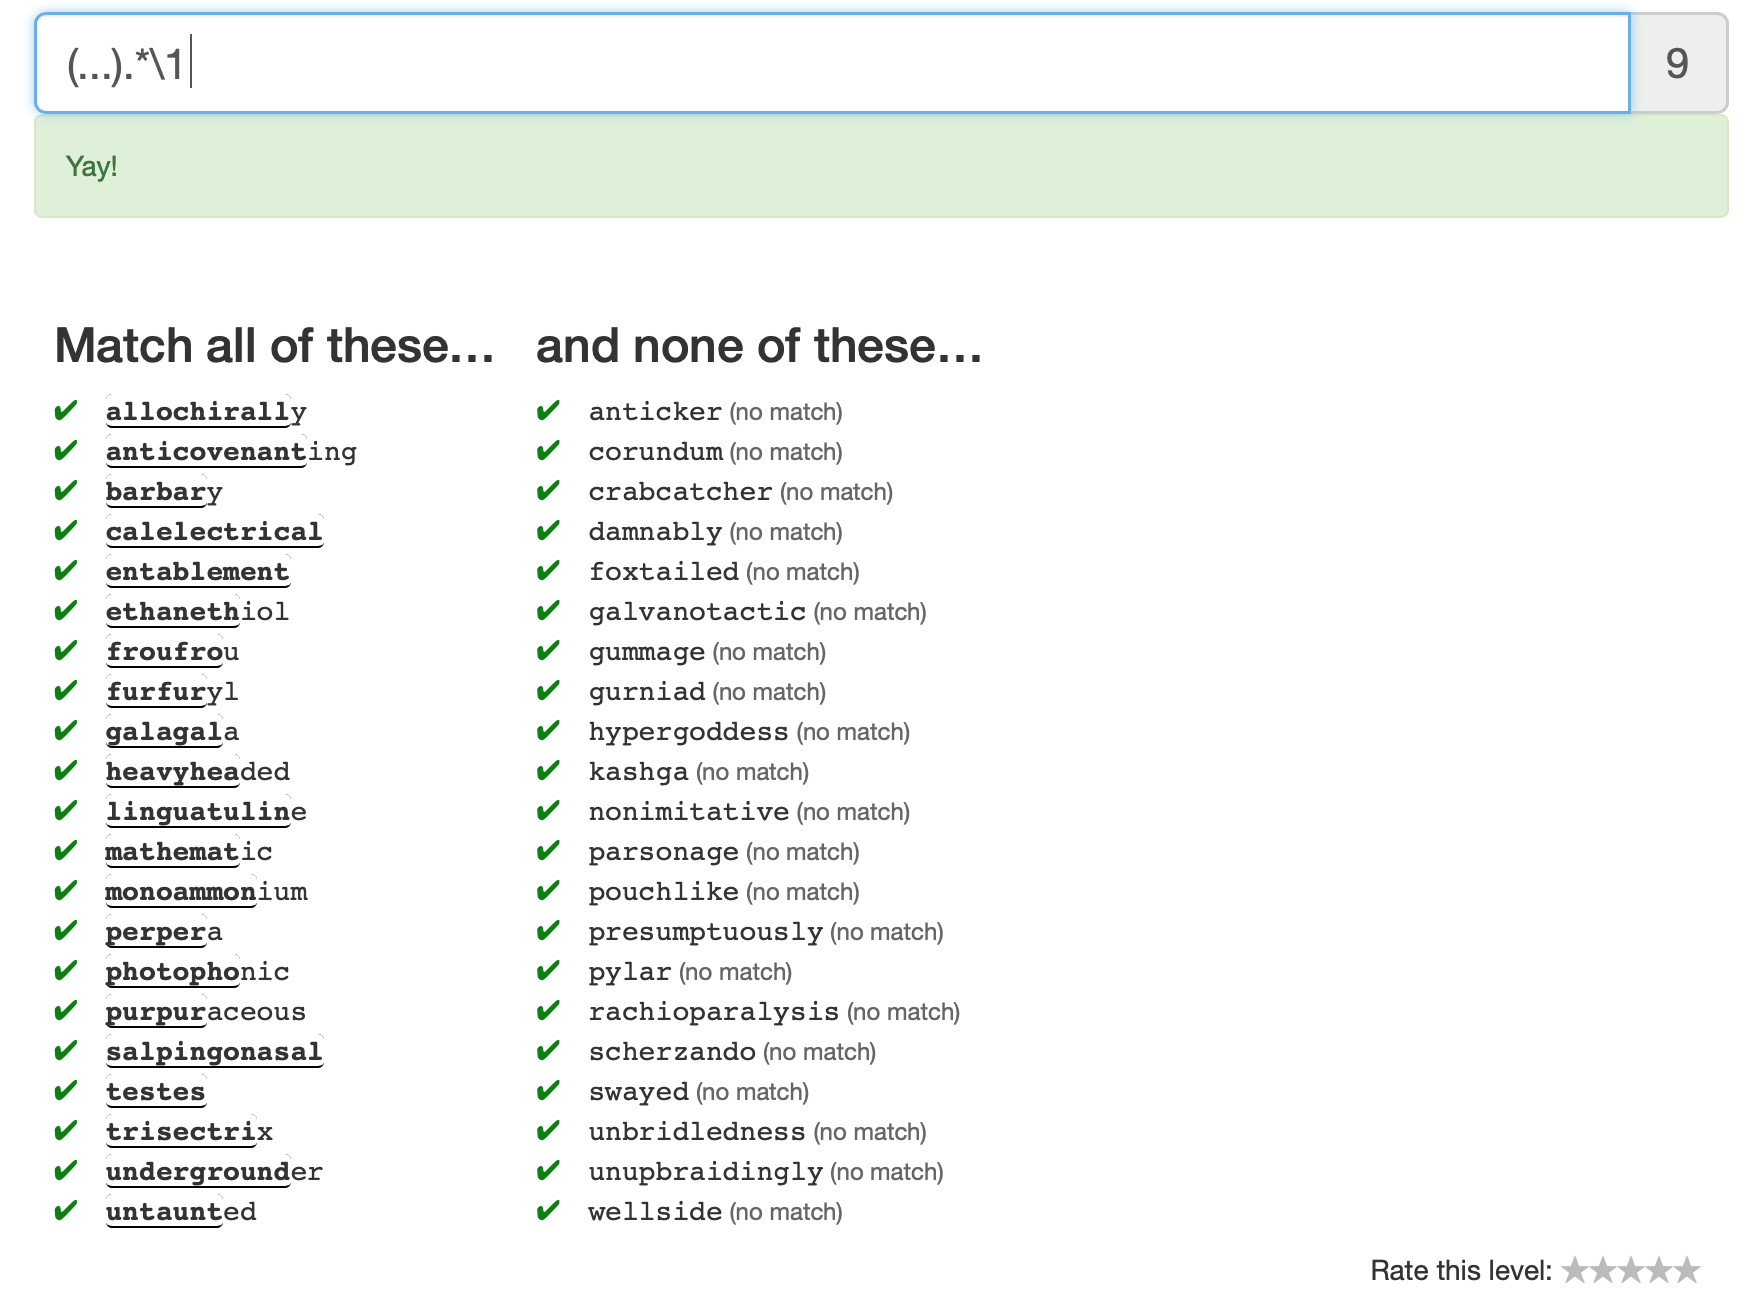 (...).*\1
9
Yay!
Match all of these…
✔ allochirally
✔ anticovenanting
✔ barbary
✔ calelectrical
✔ entablement
✔ ethanethiol
✔ froufrou
✔ furfuryl
✔ galagala
✔ heavyheaded
✔ linguatuline
✔ mathematic
✔ monoammonium
✔ perpera
✔ photophonic
✔ purpuraceous
✔ salpingonasal
✔ testes
✔ trisectrix
✔ undergrounder
✔ untaunted
and none of these…
✔ anticker (no match)
✔ corundum (no match)
✔ crabcatcher (no match)
✔ damnably (no match)
✔ foxtailed (no match)
✔ galvanotactic (no match)
✔ gummage (no match)
✔ gurniad (no match)
✔ hypergoddess (no match)
✔ kashga (no match)
✔ nonimitative (no match)
✔ parsonage (no match)
✔ pouchlike (no match)
✔ presumptuously (no match)
✔ pylar (no match)
✔ rachioparalysis (no match)
✔ scherzando (no match)
✔ swayed (no match)
✔ unbridledness (no match)
✔ unupbraidingly (no match)
✔ wellside (no match)
Rate this level: ★★★★★